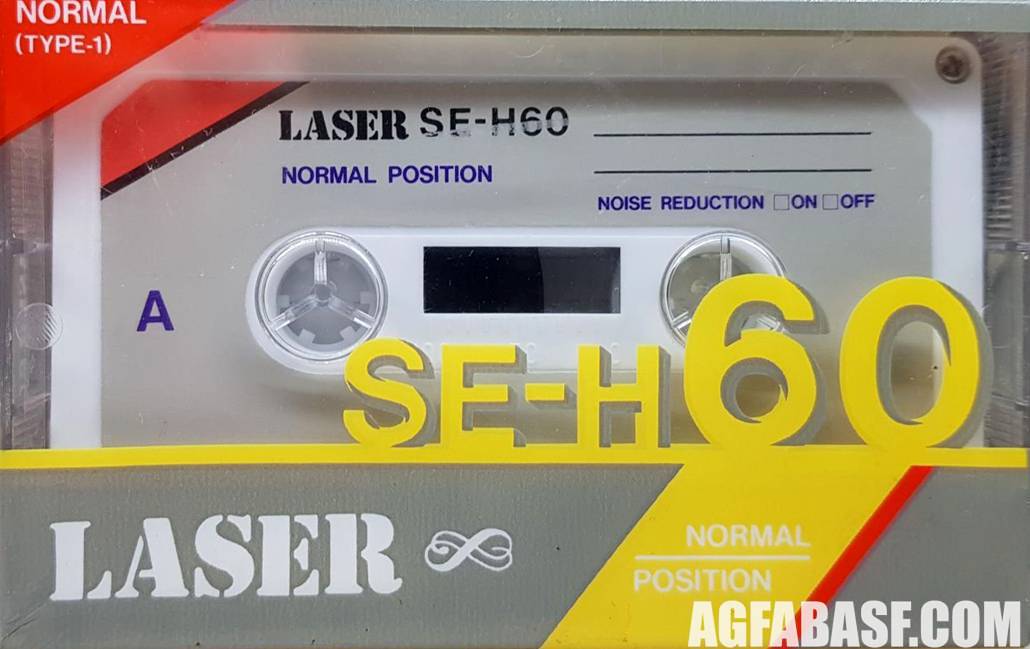 NORMAL
(TYPE-1)
LASER SE-H60
NORMAL POSITION
NOISE REDUCTION □ON □OFF
A
SE-H60
LASER
NORMAL
POSITION
AGFABASF.COM